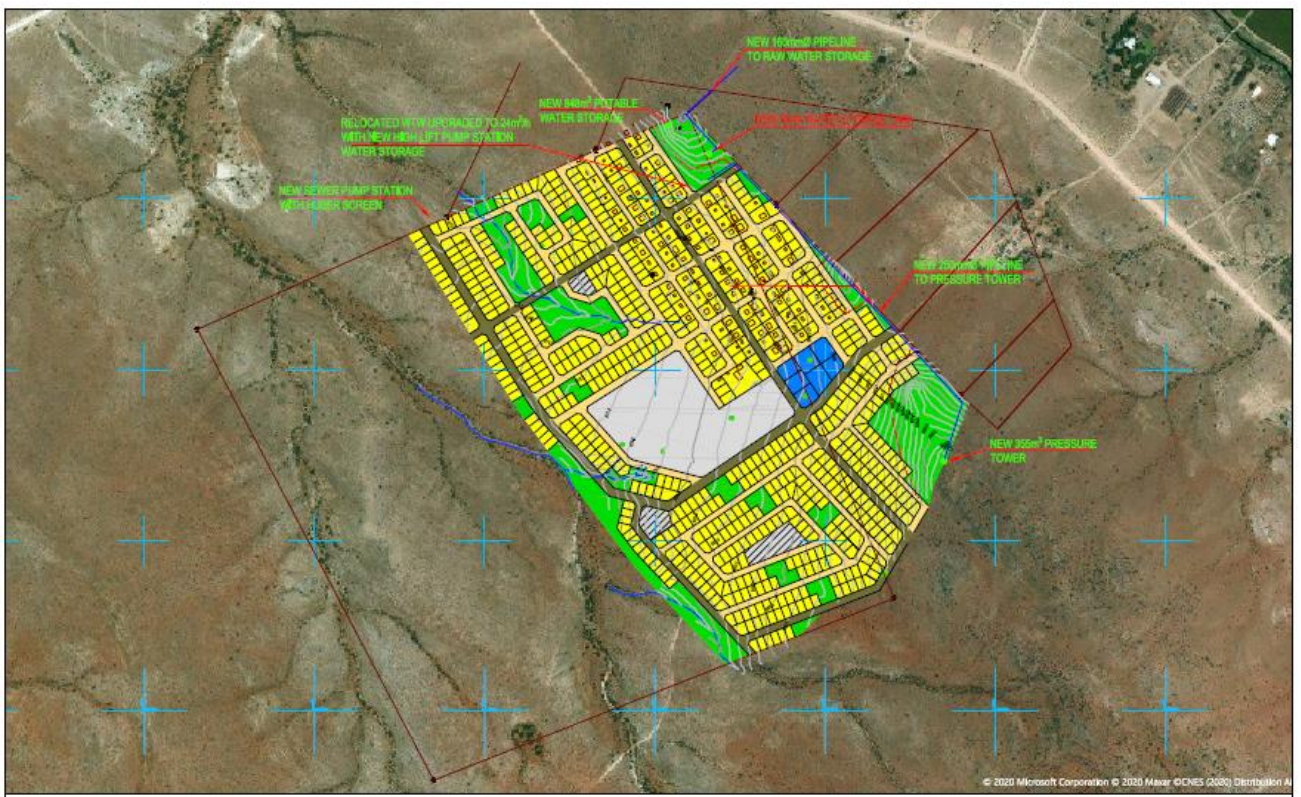 NEW 160mmØ PIPELINE
TO RAW WATER STORAGE
NEW 848m³ POTABLE
WATER STORAGE
RELOCATED WTW UPGRADED TO 24m³/h
WITH NEW HIGH LIFT PUMP STATION
WATER STORAGE
NEW SEWER PUMP STATION
WITH HUBER SCREEN
NEW 250mmØ PIPELINE
TO PRESSURE TOWER
NEW 355m³ PRESSURE
TOWER
© 2020 Microsoft Corporation © 2020 Maxar ©CNES (2020) Distribution Ai